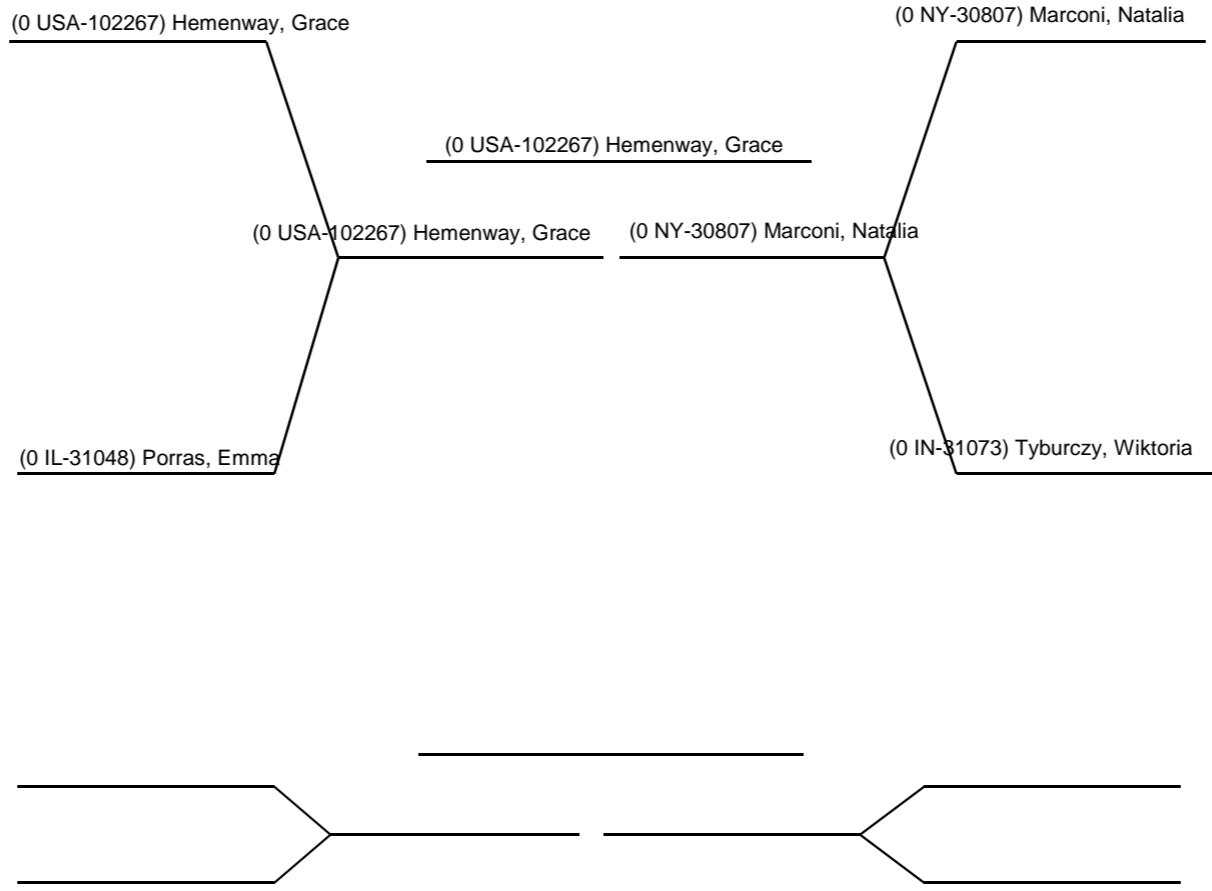 (0 USA-102267) Hemenway, Grace
(0 NY-30807) Marconi, Natalia
(0 USA-102267) Hemenway, Grace
(0 USA-102267) Hemenway, Grace
(0 NY-30807) Marconi, Natalia
(0 IL-31048) Porras, Emma
(0 IN-31073) Tyburczy, Wiktoria